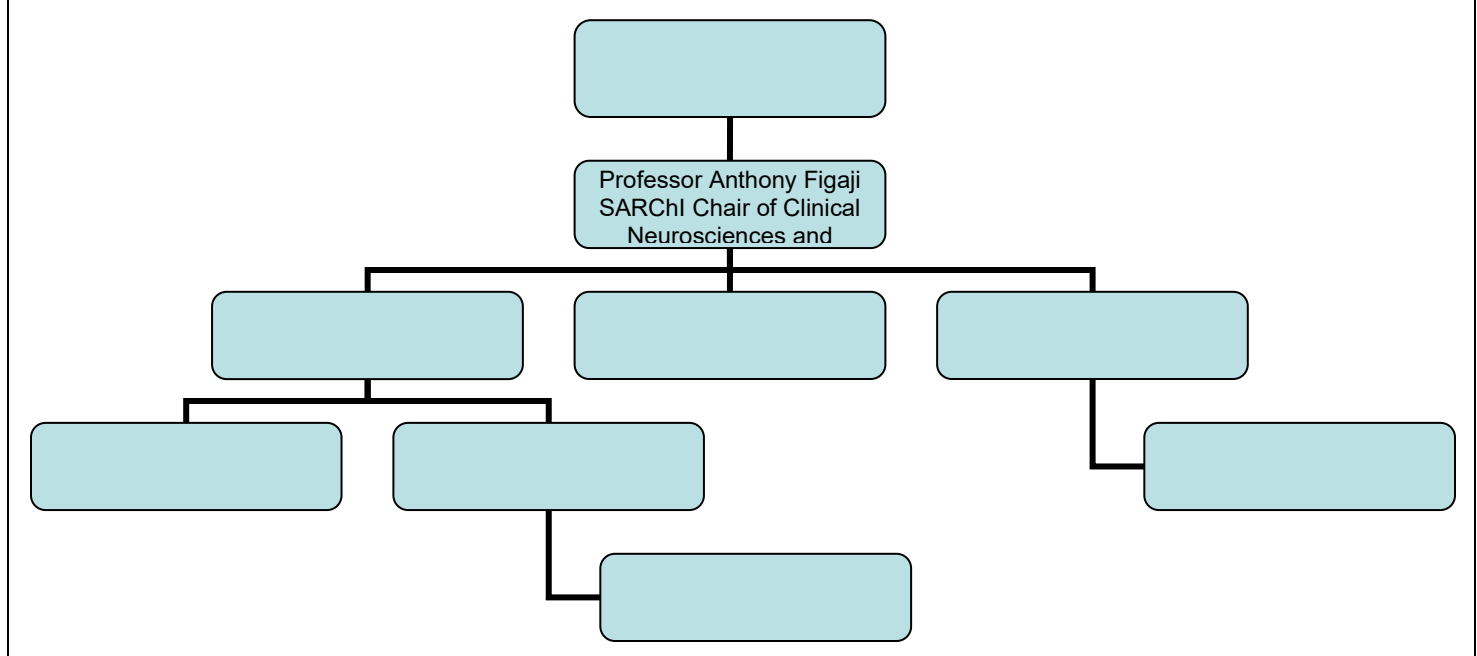 Professor Anthony Figaji
SARChI Chair of Clinical
Neurosciences and